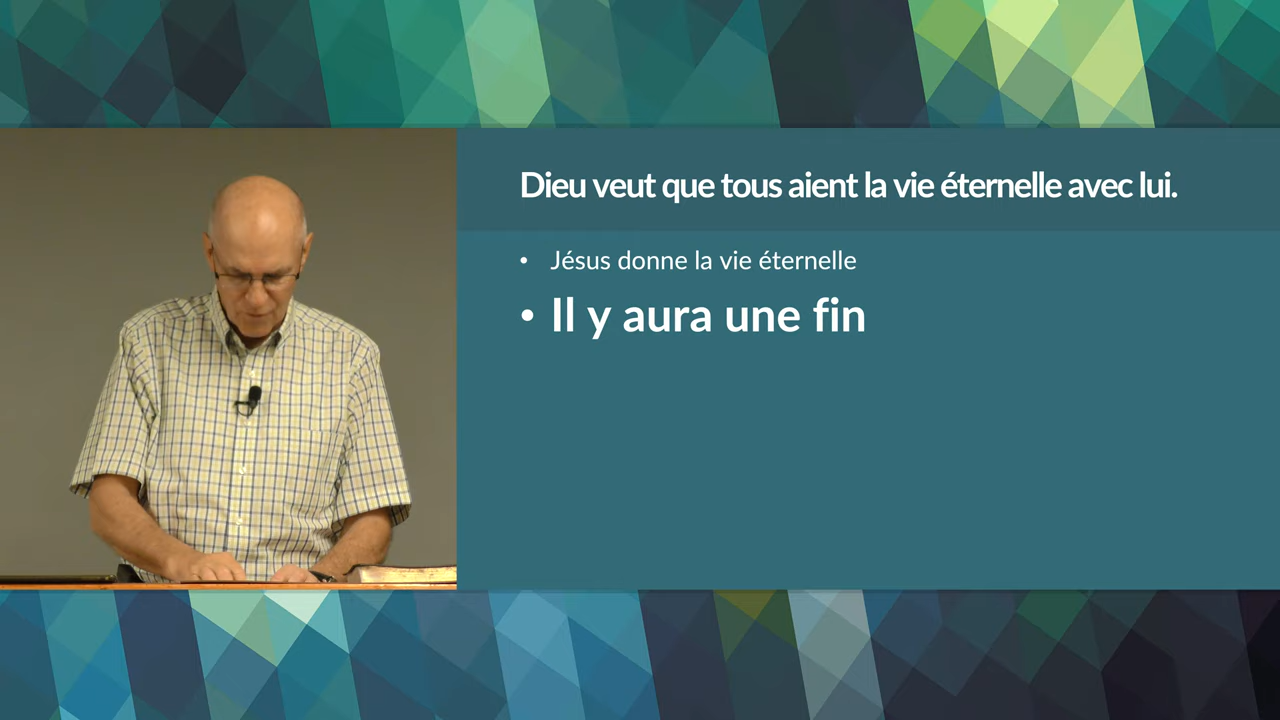 Dieu veut que tous aient la vie éternelle avec lui.
• Jésus donne la vie éternelle
• Il y aura une fin